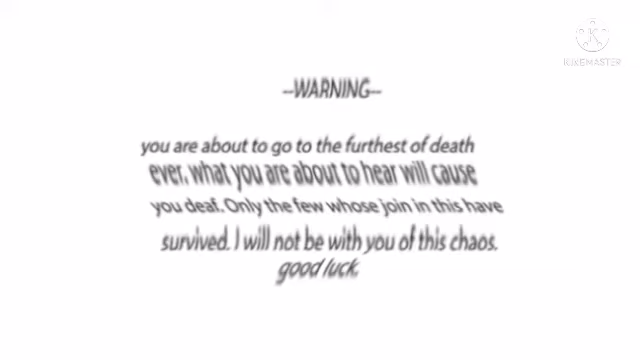 KINEMASTER
--WARNING--
you are about to go to the furthest of death
ever, what you are about to hear will cause
you deaf. Only the few whose join in this have
survived. I will not be with you of this chaos.
good luck.